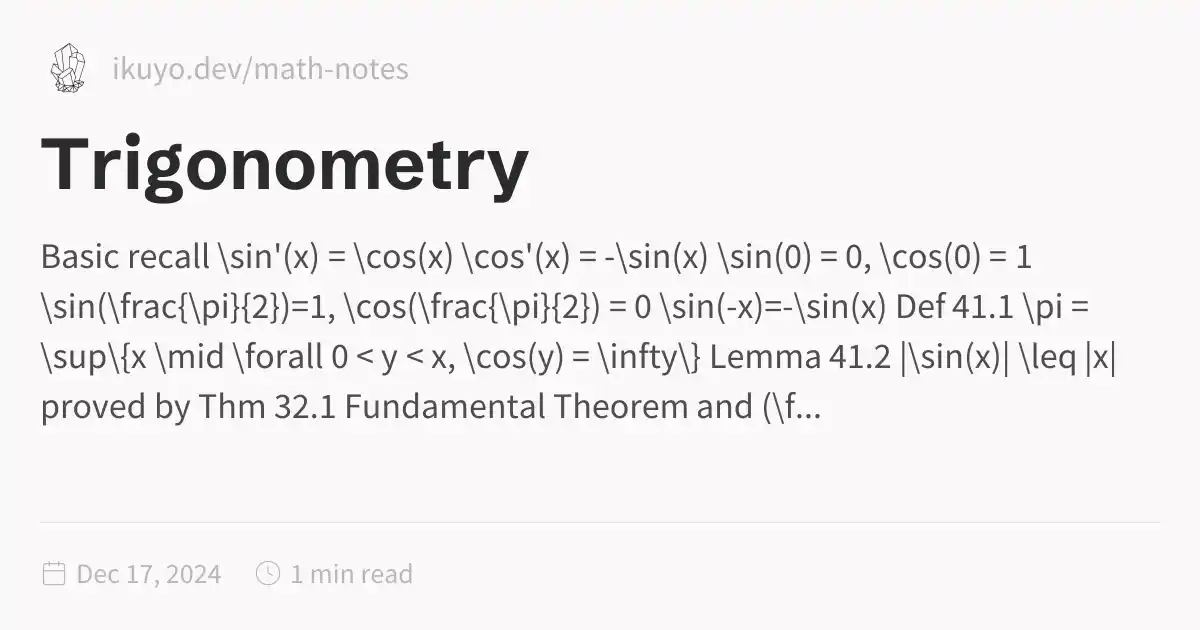 ikuyo.dev/math-notes
Trigonometry
Basic recall \sin'(x) = \cos(x) \cos'(x) = -\sin(x) \sin(0) = 0, \cos(0) = 1
\sin(\frac{\pi}{2})=1, \cos(\frac{\pi}{2}) = 0 \sin(-x)=-\sin(x) Def 41.1 \pi =
\sup\{x \mid \forall 0 < y < x, \cos(y) = \infty\} Lemma 41.2 |\sin(x)| \leq |x|
proved by Thm 32.1 Fundamental Theorem and (\f...
Dec 17, 2024 1 min read